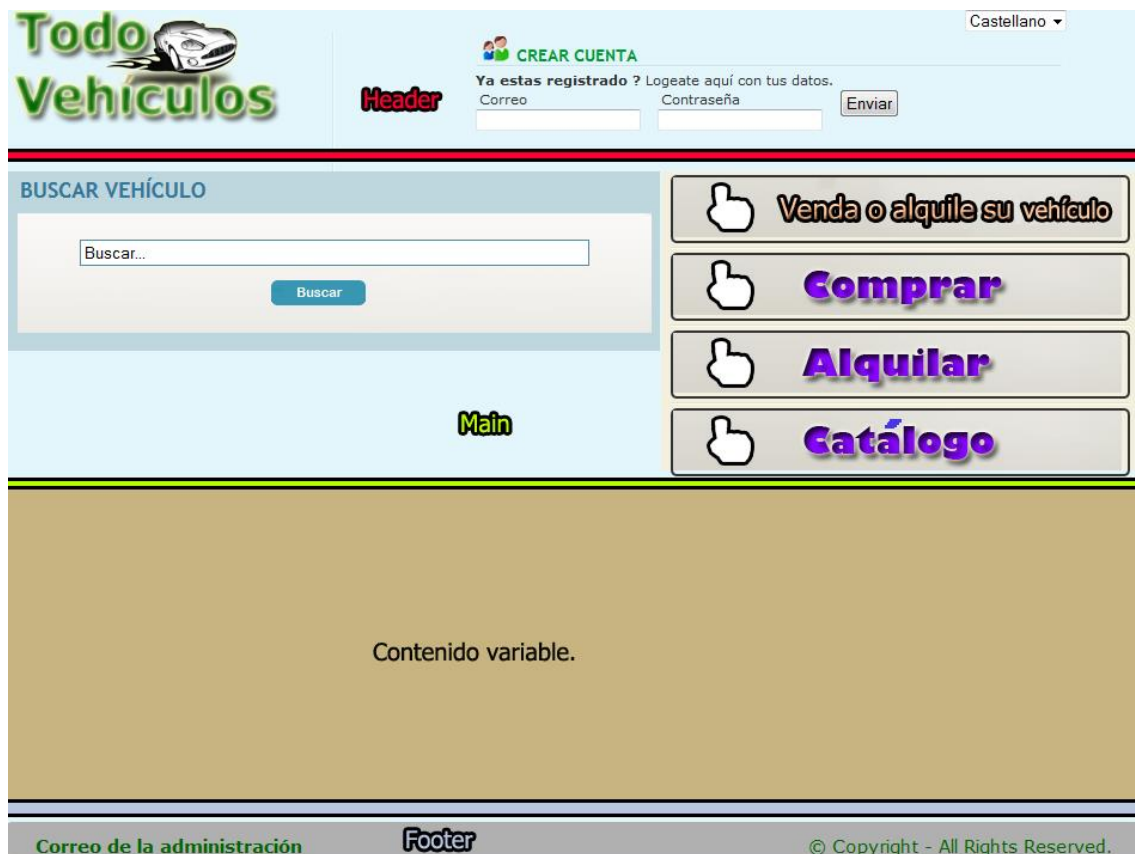 Todo
Vehículos
Castellano
CREAR CUENTA
Ya estas registrado ? Logeate aquí con tus datos.
Header
Correo Contraseña
Enviar
BUSCAR VEHÍCULO
Buscar...
Buscar
Venda o alquile su vehículo
Comprar
Alquilar
Catálogo
Main
Contenido variable.
Correo de la administración
Footer
© Copyright - All Rights Reserved.